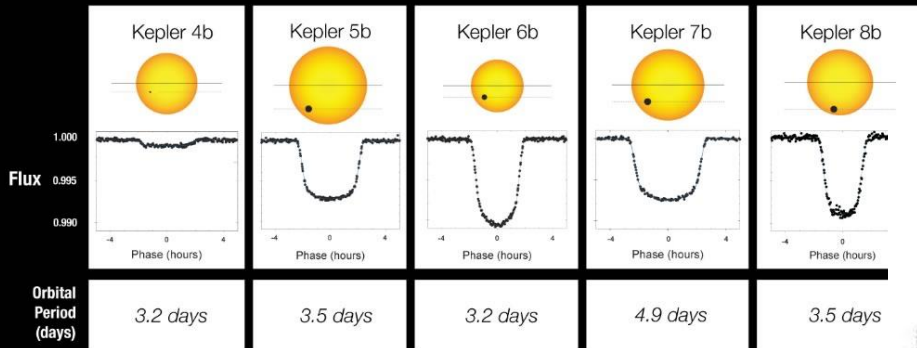 Kepler 4b
Kepler 5b
Kepler 6b
Kepler 7b
Kepler 8b
Flux
1.000
0.995
0.990
-4 0 4
-4 0 4
-4 0 4
-4 0 4
-4 0
Phase (hours)
Phase (hours)
Phase (hours)
Phase (hours)
Phase (hours)
Orbital
Period
(days)
3.2 days
3.5 days
3.2 days
4.9 days
3.5 days